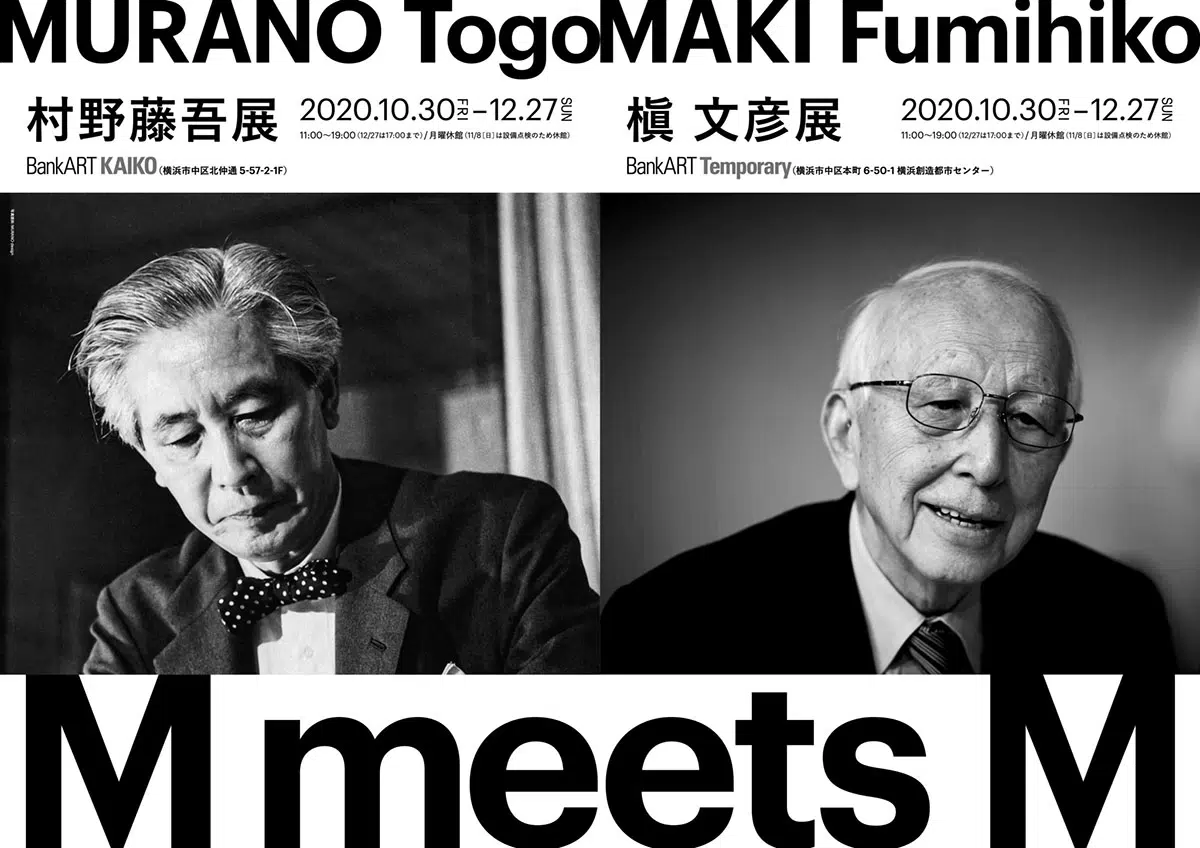 MURANO Togo
村野藤吾展
2020.10.30 FRI –12.27 SUN
11:00〜19:00(12/27は17:00まで) / 月曜休館(11/8[日]は設備点検のため休館)
BankART KAIKO(横浜市中区北仲通 5-57-2-1F)
MAKI Fumihiko
槇 文彦展
2020.10.30 FRI –12.27 SUN
11:00〜19:00(12/27は17:00まで) / 月曜休館(11/8[日]は設備点検のため休館)
BankART Temporary(横浜市中区本町 6-50-1 横浜創造都市センター)
M meets M